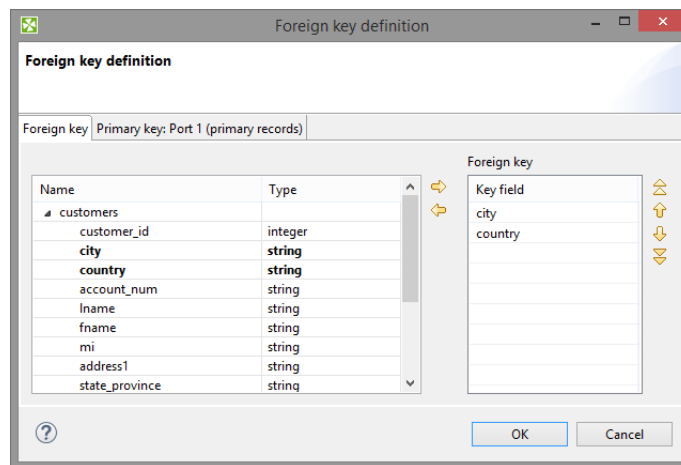 Foreign key definition
Foreign key definition
Foreign key Primary key: Port 1 (primary records)
Foreign key
Name Type
Key field
customers
city
customer_id integer
country
city string
country string
account_num string
lname string
fname string
mi string
address1 string
state_province string
? OK Cancel